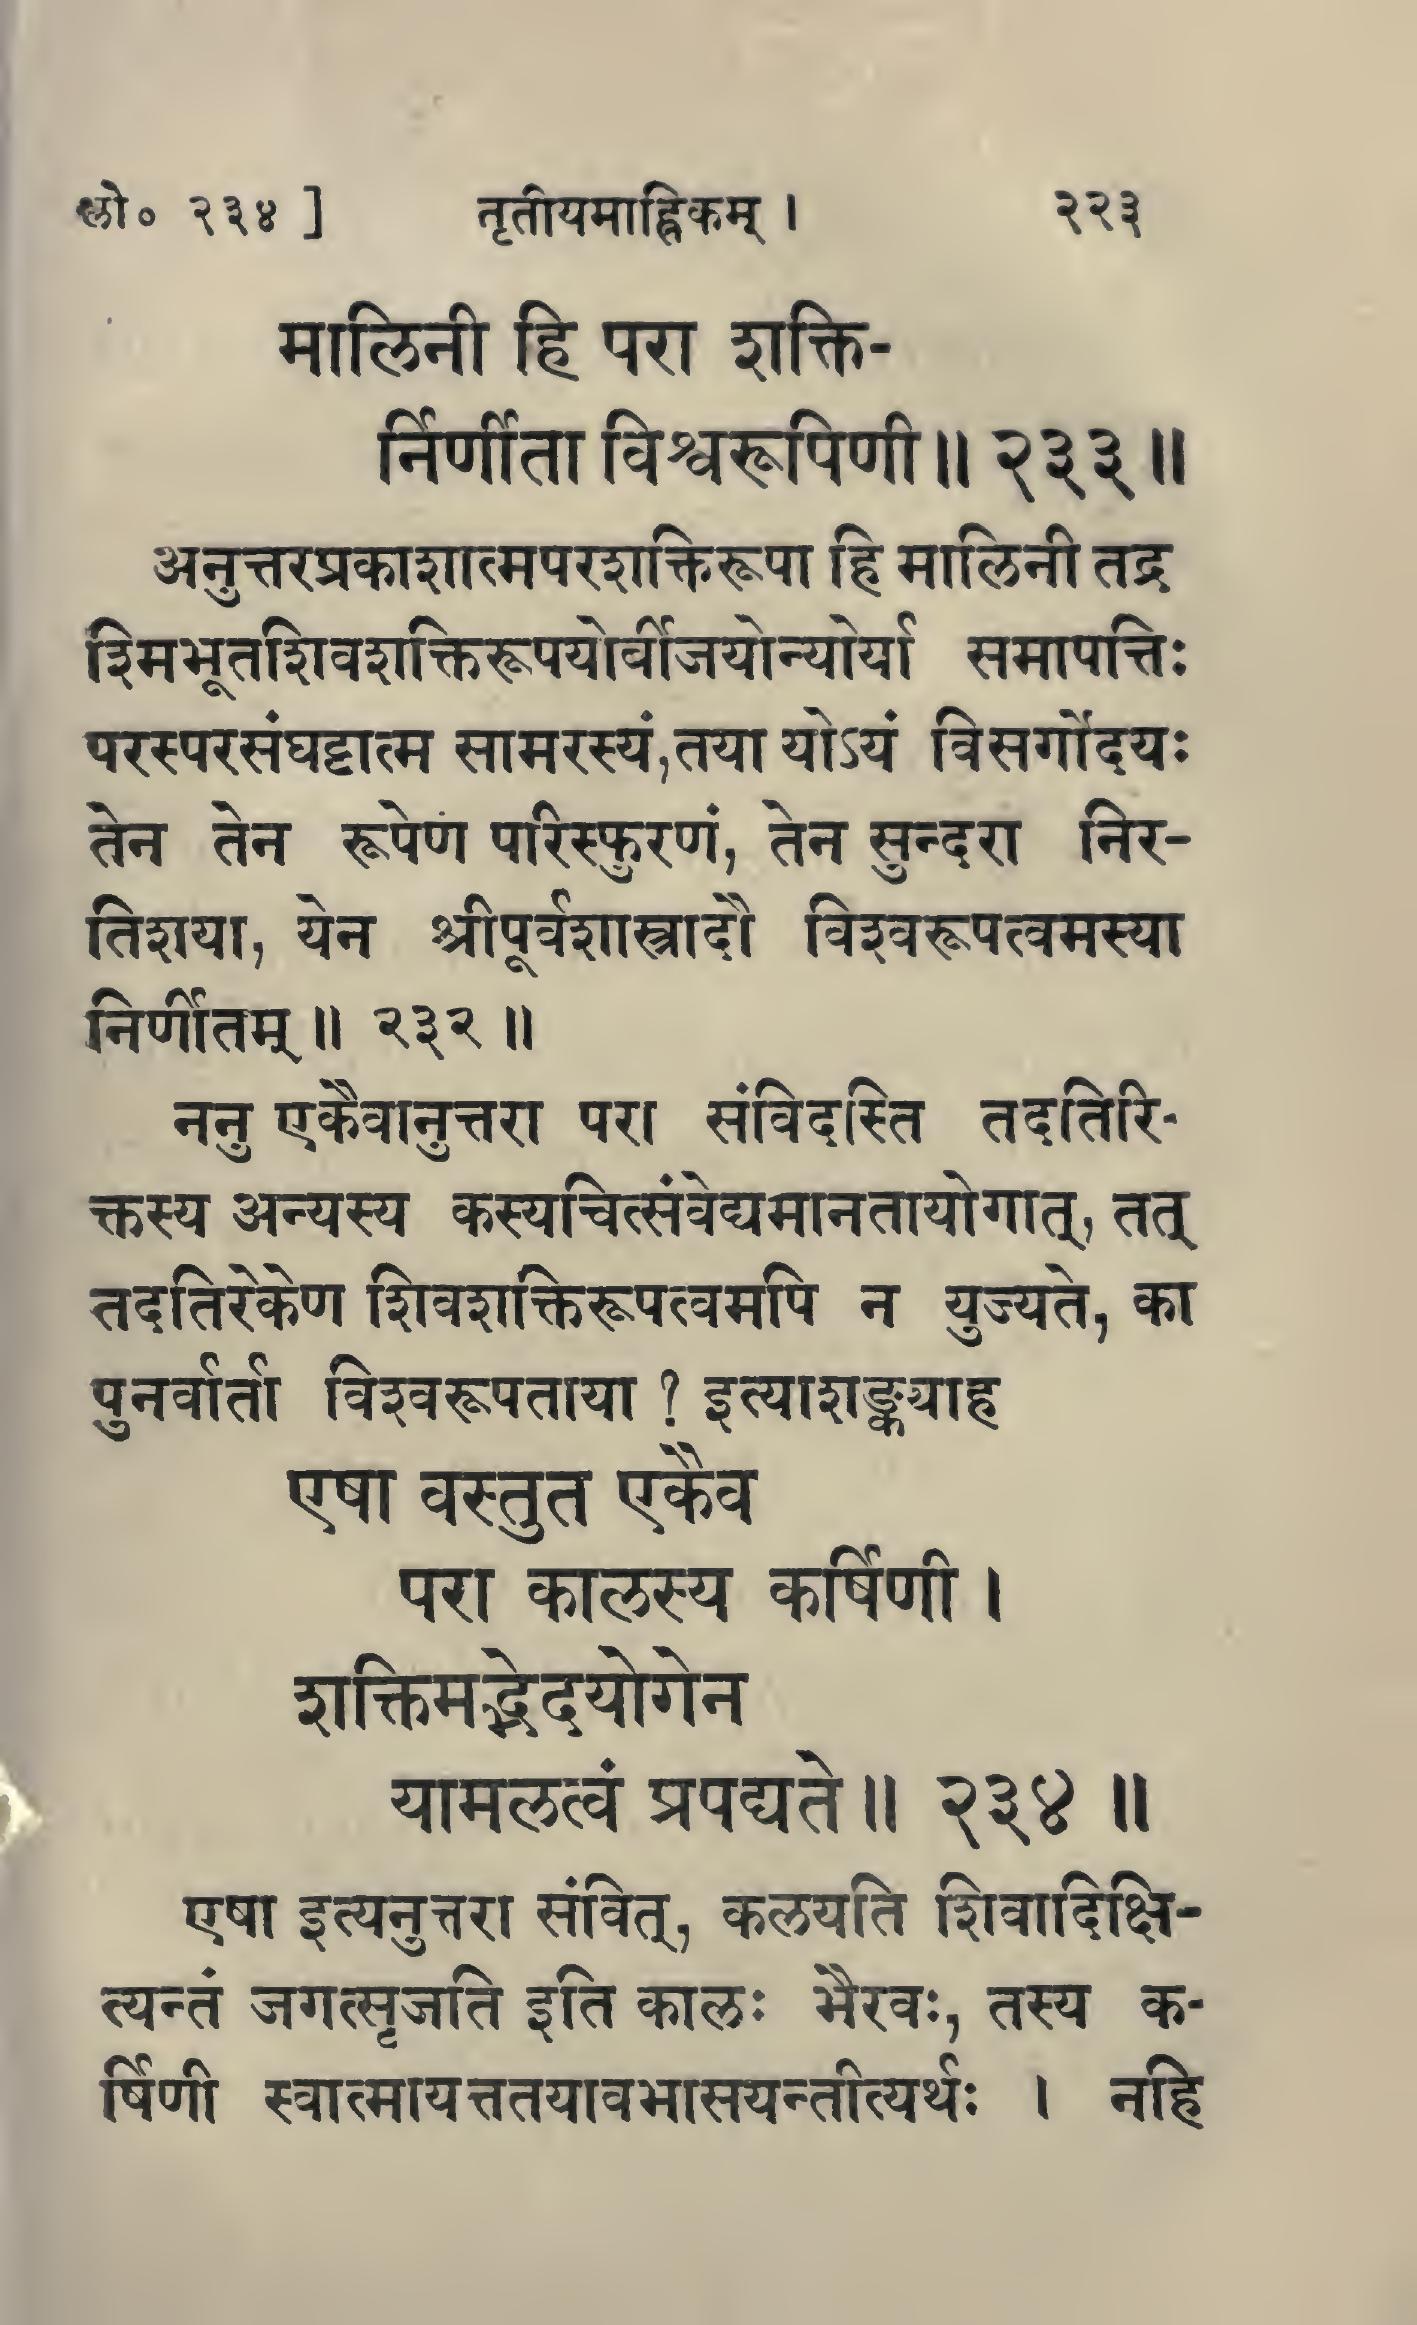 श्लो० २३४ ] तृतीयमाह्निकम् । २२३
मालिनी हि परा शक्ति-
र्निर्णीता विश्वरूपिणी ॥ २३३ ॥
अनुत्तरप्रकाशात्मपरशक्तिरूपा हि मालिनी तद्र
श्मिभूतशिवशक्तिरूपयोर्बीजयोन्योर्या समापत्तिः
परस्परसंघट्टात्म सामरस्यं, तया योऽयं विसर्गोदयः
तेन तेन रूपेण परिस्फुरणं, तेन सुन्दरा निर-
तिशया, येन श्रीपूर्वशास्त्रादौ विश्वरूपत्वमस्या
निर्णीतम् ॥ २३२ ॥
ननु एकैवानुत्तरा परा संविदस्ति तदतिरि-
क्तस्य अन्यस्य कस्यचित्संवेद्यमानतायोगात्, तत्
तदतिरेकेण शिवशक्तिरूपत्वमपि न युज्यते, का
पुनर्वार्ता विश्वरूपताया ? इत्याशङ्क्याह
एषा वस्तुत एकैव
परा कालस्य कर्षिणी ।
शक्तिमद्भेदयोगेन
यामलत्वं प्रपद्यते ॥ २३४ ॥
एषा इत्यनुत्तरा संवित्, कलयति शिवादिक्षि-
त्यन्तं जगत्सृजति इति कालः भैरवः, तस्य क-
र्षिणी स्वात्मायत्ततयावभासयन्तीत्यर्थः । नहि